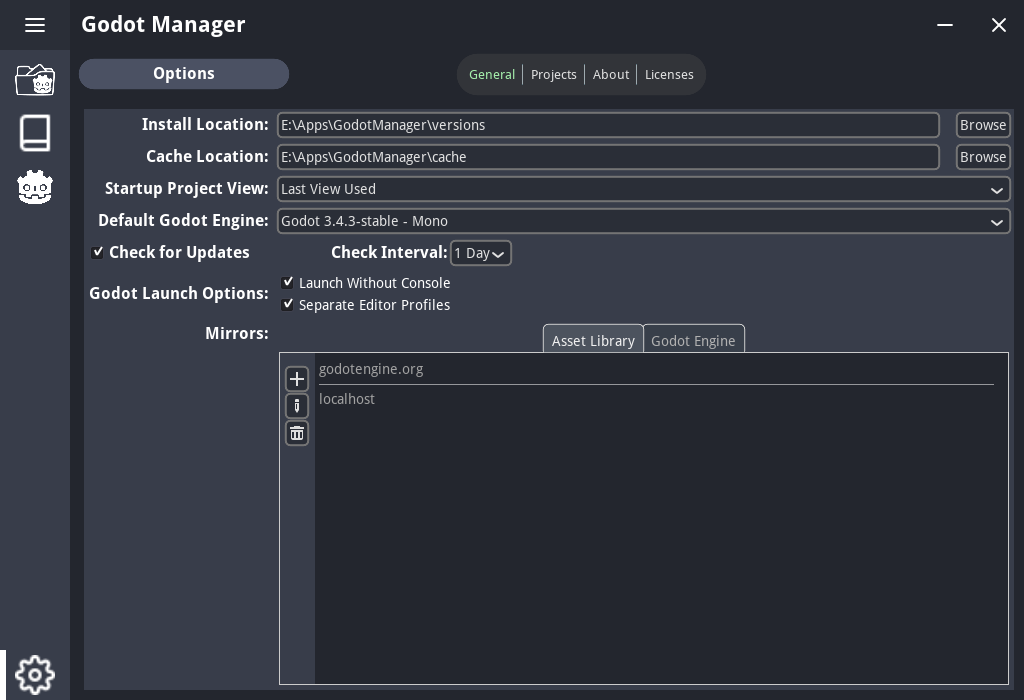 Godot Manager
Options
General Projects About Licenses
Install Location: E:\Apps\GodotManager\versions Browse
Cache Location: E:\Apps\GodotManager\cache Browse
Startup Project View: Last View Used
Default Godot Engine: Godot 3.4.3-stable - Mono
Check for Updates Check Interval: 1 Day
Godot Launch Options: Launch Without Console
Separate Editor Profiles
Mirrors: Asset Library Godot Engine
godotengine.org
localhost